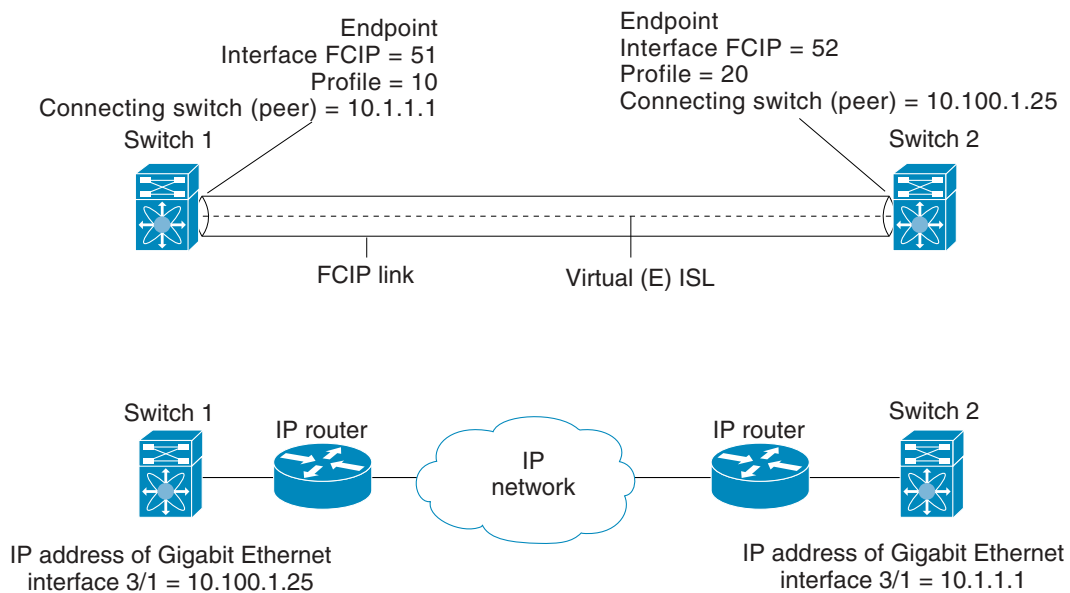 Endpoint
Interface FCIP = 51
Profile = 10
Connecting switch (peer) = 10.1.1.1
Switch 1
Endpoint
Interface FCIP = 52
Profile = 20
Connecting switch (peer) = 10.100.1.25
Switch 2
FCIP link
Virtual (E) ISL
Switch 1
IP router
IP
network
IP router
Switch 2
IP address of Gigabit Ethernet
interface 3/1 = 10.100.1.25
IP address of Gigabit Ethernet
interface 3/1 = 10.1.1.1